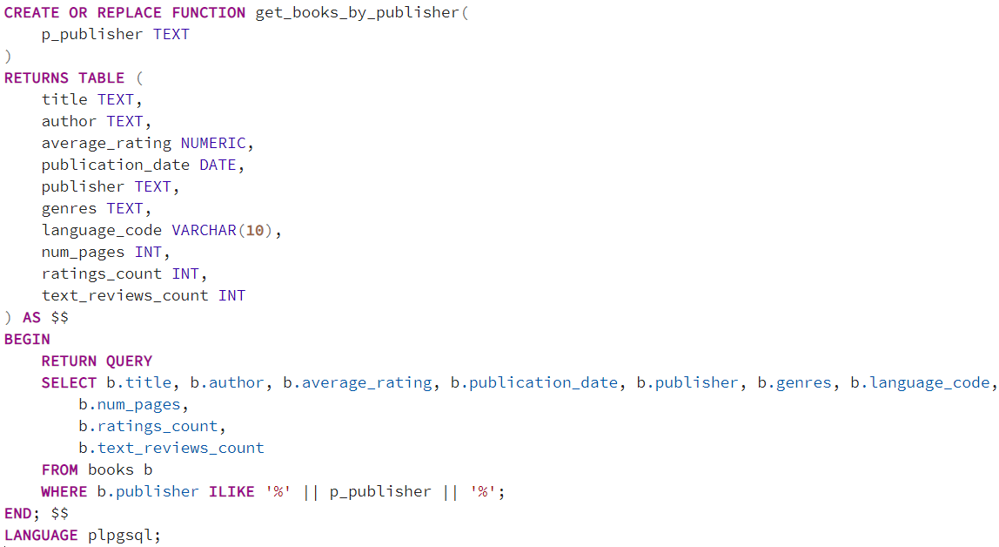 CREATE OR REPLACE FUNCTION get_books_by_publisher(
    p_publisher TEXT
)
RETURNS TABLE (
    title TEXT,
    author TEXT,
    average_rating NUMERIC,
    publication_date DATE,
    publisher TEXT,
    genres TEXT,
    language_code VARCHAR(10),
    num_pages INT,
    ratings_count INT,
    text_reviews_count INT
) AS $$
BEGIN
    RETURN QUERY
    SELECT b.title, b.author, b.average_rating, b.publication_date, b.publisher, b.genres, b.language_code,
        b.num_pages,
        b.ratings_count,
        b.text_reviews_count
    FROM books b
    WHERE b.publisher ILIKE '%' || p_publisher || '%';
END; $$
LANGUAGE plpgsql;